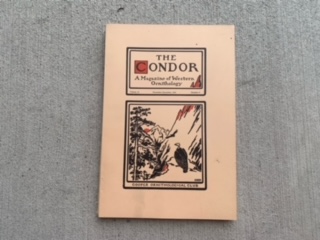 THE
CONDOR
A Magazine of Western
Ornithology
COOPER ORNITHOLOGICAL CLUB